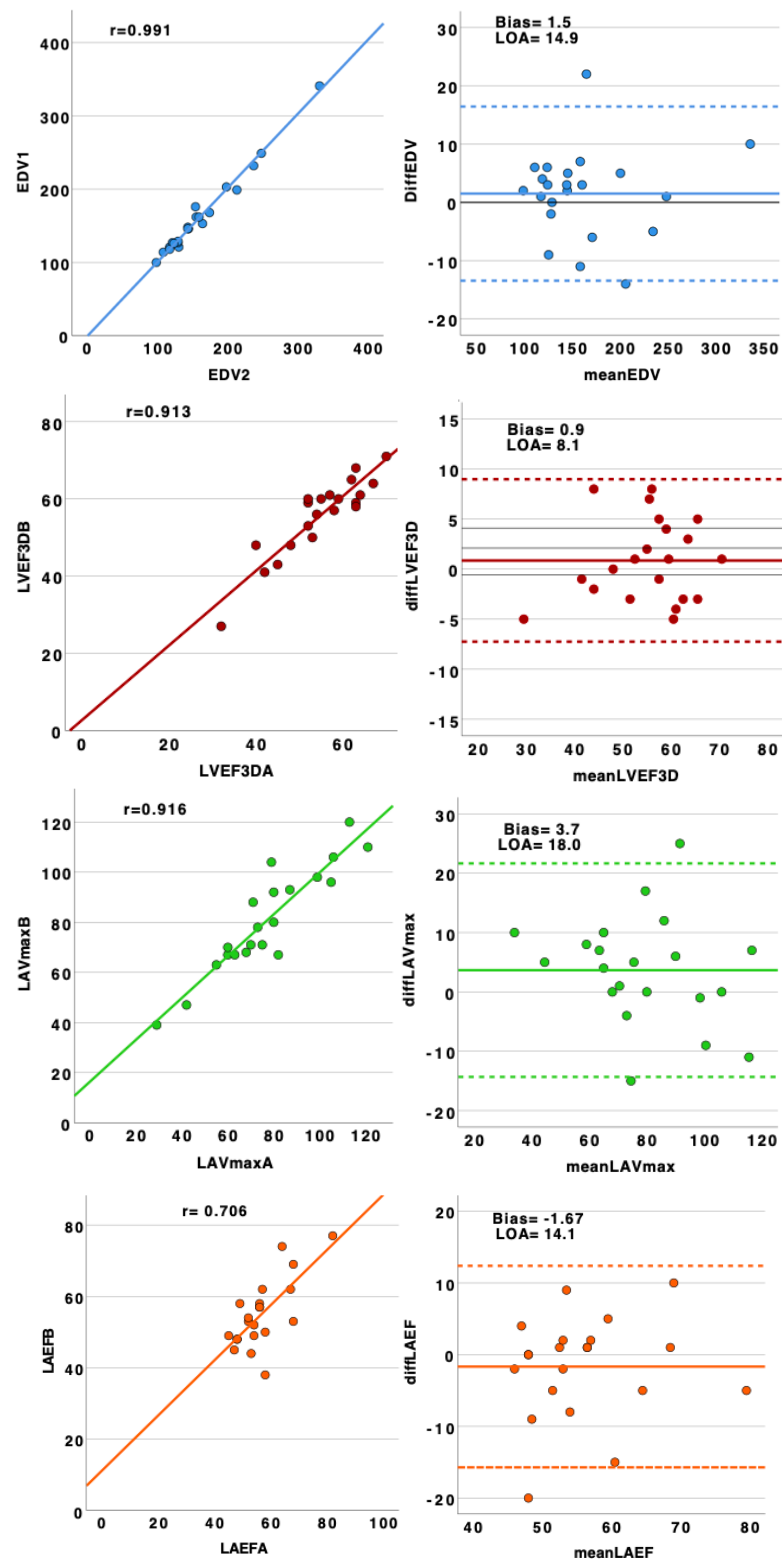 r=0.991
400
300
200
100
0
EDV1
0 100 200 300 400
EDV2
Bias= 1.5
LOA= 14.9
30
20
10
0
-10
-20
DiffEDV
50 100 150 200 250 300 350
meanEDV
r=0.913
80
60
40
20
0
LVEF3DB
0 20 40 60
LVEF3DA
Bias= 0.9
LOA= 8.1
15
10
5
0
-5
-10
-15
diffLVEF3D
20 30 40 50 60 70 80
meanLVEF3D
r=0.916
120
100
80
60
40
20
0
LAVmaxB
0 20 40 60 80 100 120
LAVmaxA
Bias= 3.7
LOA= 18.0
30
20
10
0
-10
-20
diffLAVmax
20 40 60 80 100 120
meanLAVmax
r= 0.706
80
60
40
20
0
LAEFB
0 20 40 60 80 100
LAEFA
Bias= -1.67
LOA= 14.1
20
10
0
-10
-20
diffLAEF
40 50 60 70 80
meanLAEF